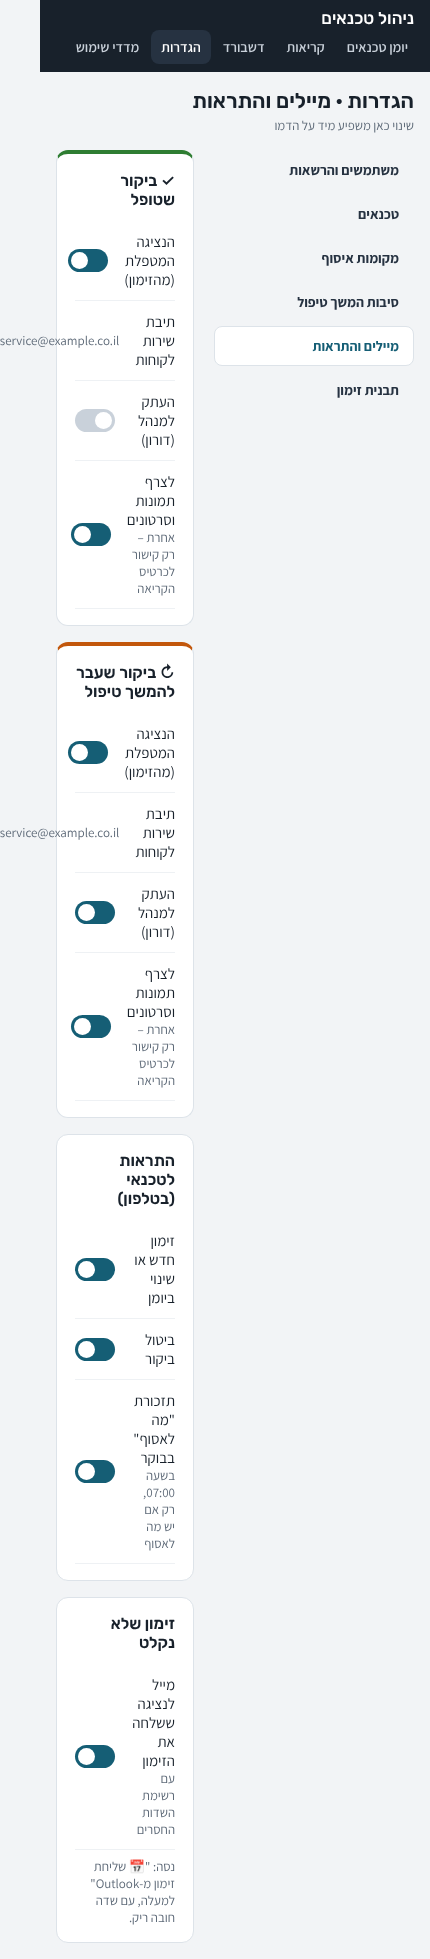 ניהול טכנאים
יומן טכנאים
קריאות
דשבורד
הגדרות
מדדי שימוש
הגדרות • מיילים והתראות
שינוי כאן משפיע מיד על הדמו
משתמשים והרשאות
טכנאים
מקומות איסוף
סיבות המשך טיפול
מיילים והתראות
תבנית זימון
✓ ביקור
שטופל
הנציגה
המטפלת
(מהזימון)
תיבת
שירות
לקוחות
service@example.co.il
העתק
למנהל
(דורון)
לצרף
תמונות
וסרטונים
אחרת –
רק קישור
לכרטיס
הקריאה
↻ ביקור שעבר
להמשך טיפול
הנציגה
המטפלת
(מהזימון)
תיבת
שירות
לקוחות
service@example.co.il
העתק
למנהל
(דורון)
לצרף
תמונות
וסרטונים
אחרת –
רק קישור
לכרטיס
הקריאה
התראות
לטכנאי
(בטלפון)
זימון
חדש או
שינוי
ביומן
ביטול
ביקור
תזכורת
"מה
לאסוף"
בבוקר
בשעה
07:00,
רק אם
יש מה
לאסוף
זימון שלא
נקלט
מייל
לנציגה
ששלחה
את
הזימון
עם
רשימת
השדות
החסרים
נסה: "📅 שליחת
זימון מ-Outlook"
למעלה, עם שדה
חובה ריק.